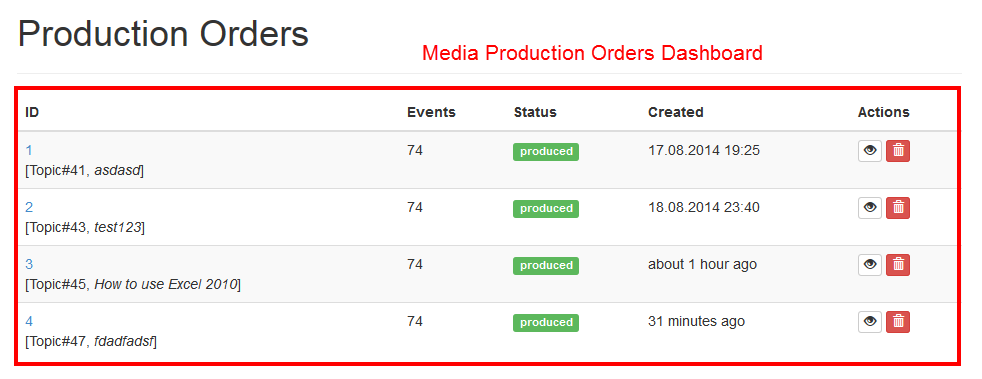 Production Orders
Media Production Orders Dashboard
ID Events Status Created Actions
1 74 produced 17.08.2014 19:25
[Topic#41, asdasd]
2 74 produced 18.08.2014 23:40
[Topic#43, test123]
3 74 produced about 1 hour ago
[Topic#45, How to use Excel 2010]
4 74 produced 31 minutes ago
[Topic#47, fdadfadsf]